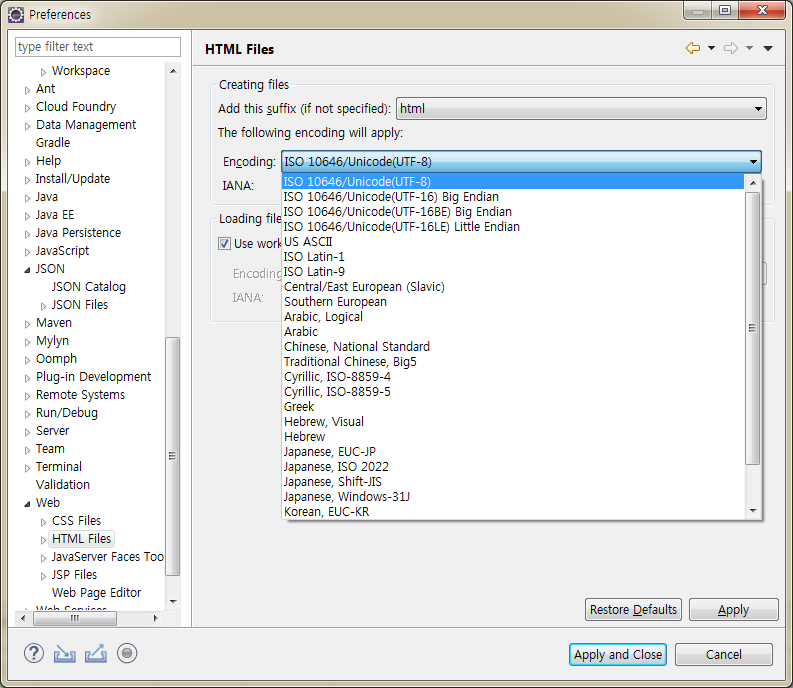 Preferences
type filter text
Workspace
Ant
Cloud Foundry
Data Management
Gradle
Help
Install/Update
Java
Java EE
Java Persistence
JavaScript
JSON
JSON Catalog
JSON Files
Maven
Mylyn
Oomph
Plug-in Development
Remote Systems
Run/Debug
Server
Team
Terminal
Validation
Web
CSS Files
HTML Files
JavaServer Faces Too
JSP Files
Web Page Editor
Web Services
HTML Files
Creating files
Add this suffix (if not specified): html
The following encoding will apply:
Encoding: ISO 10646/Unicode(UTF-8)
IANA:
Loading file
Use work
Encoding
IANA:
ISO 10646/Unicode(UTF-8)
ISO 10646/Unicode(UTF-16) Big Endian
ISO 10646/Unicode(UTF-16BE) Big Endian
ISO 10646/Unicode(UTF-16LE) Little Endian
US ASCII
ISO Latin-1
ISO Latin-9
Central/East European (Slavic)
Southern European
Arabic, Logical
Arabic
Chinese, National Standard
Traditional Chinese, Big5
Cyrillic, ISO-8859-4
Cyrillic, ISO-8859-5
Greek
Hebrew, Visual
Hebrew
Japanese, EUC-JP
Japanese, ISO 2022
Japanese, Shift-JIS
Japanese, Windows-31J
Korean, EUC-KR
Restore Defaults
Apply
Apply and Close
Cancel